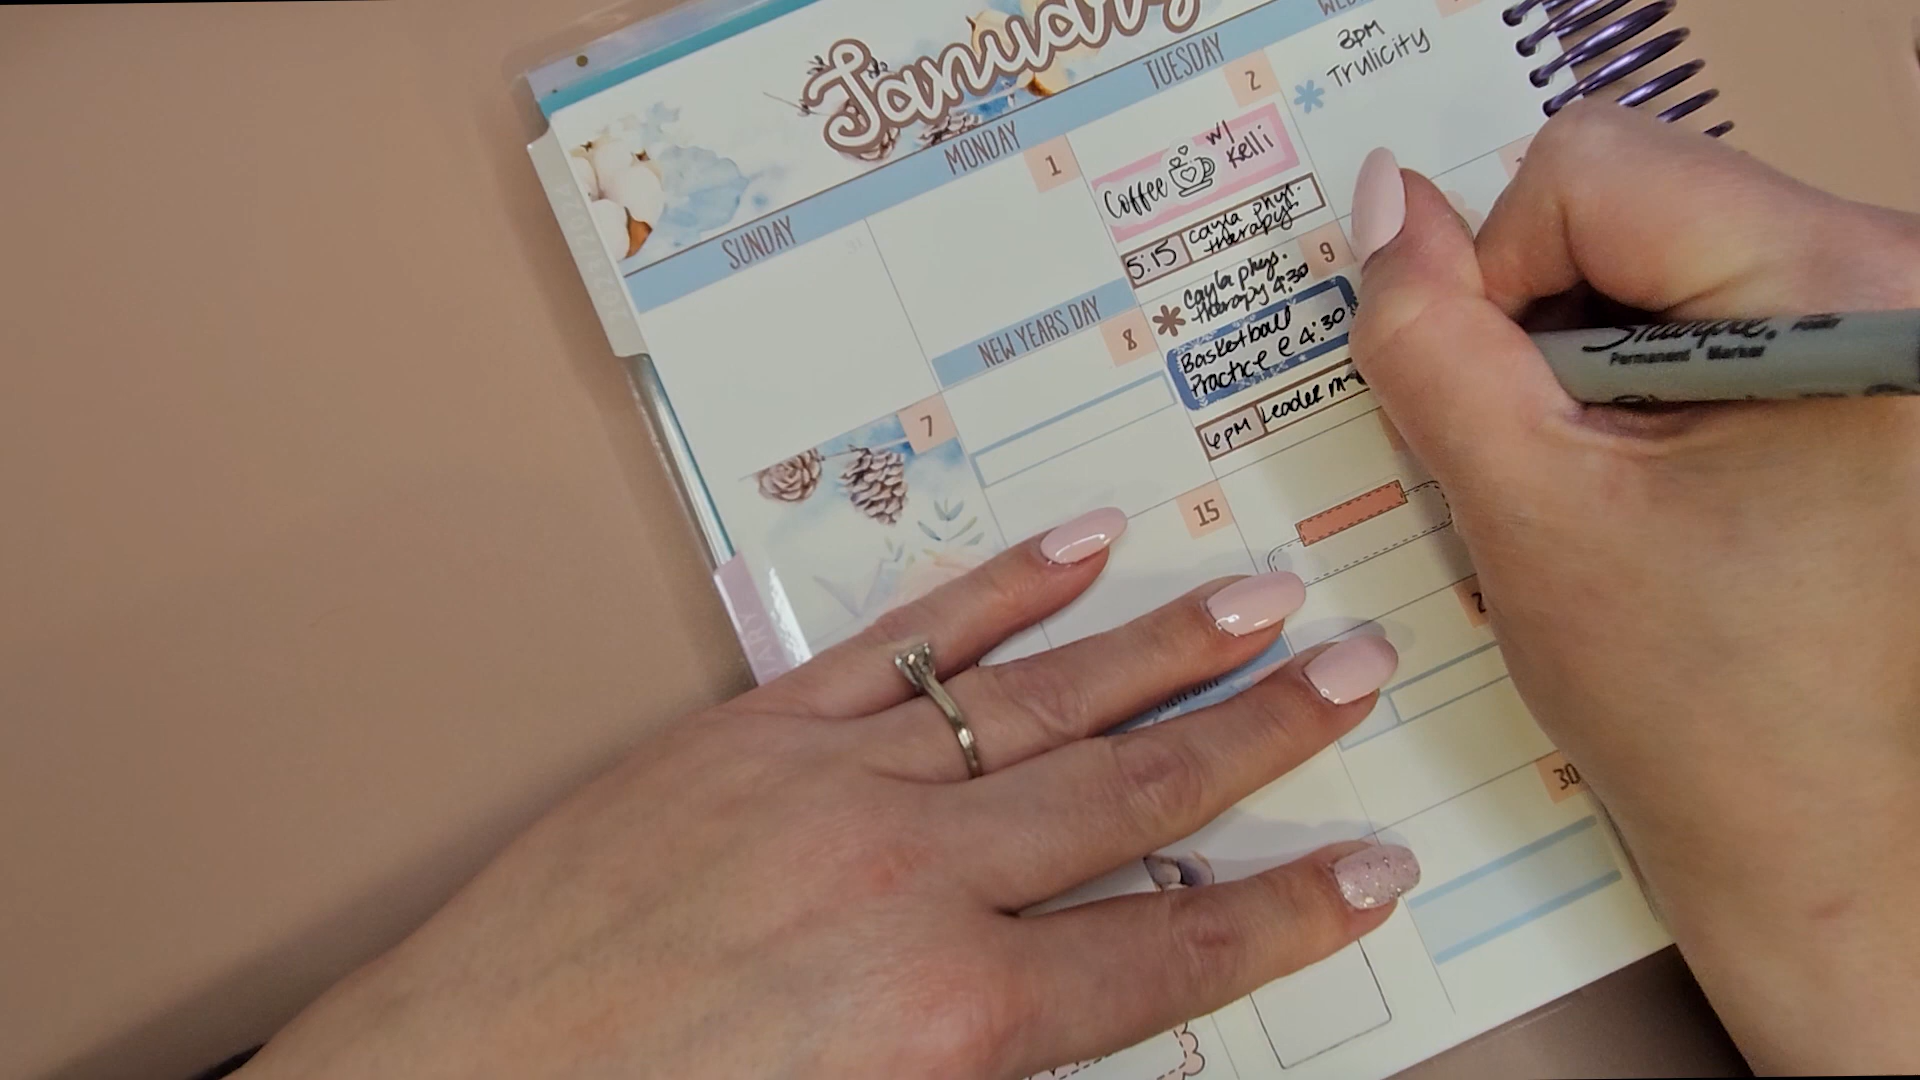 January
SUNDAY
MONDAY
TUESDAY
1
2
3pm
Trulicity
Coffee
w/
Kelli
5:15
Cayla phys.
therapy
NEW YEARS DAY
7
8
9
Cayla phys.
therapy 4:30
Basketball
Practice @ 4:30
6pm
Leader
15
30
Sharpie
Permanent Marker